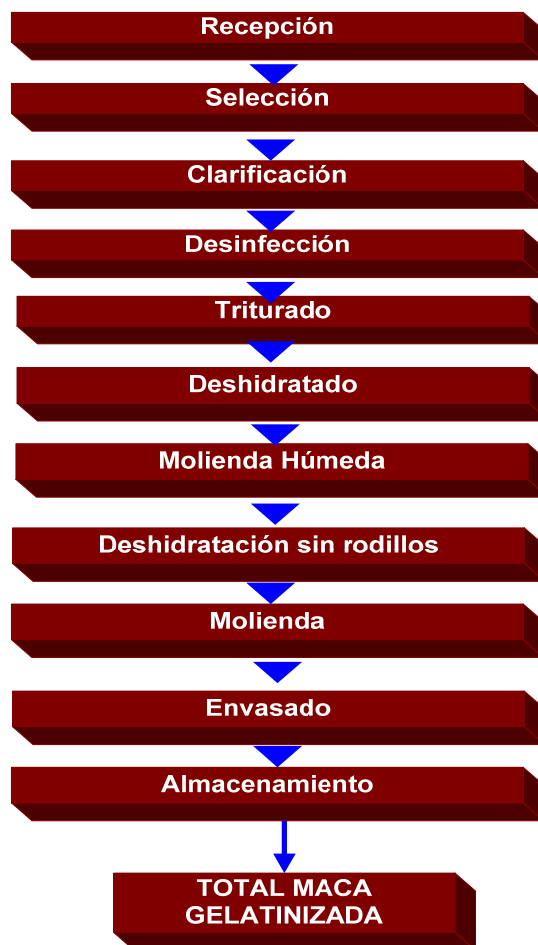 Recepción
Selección
Clarificación
Desinfección
Triturado
Deshidratado
Molienda Húmeda
Deshidratación sin rodillos
Molienda
Envasado
Almacenamiento
TOTAL MACA
GELATINIZADA